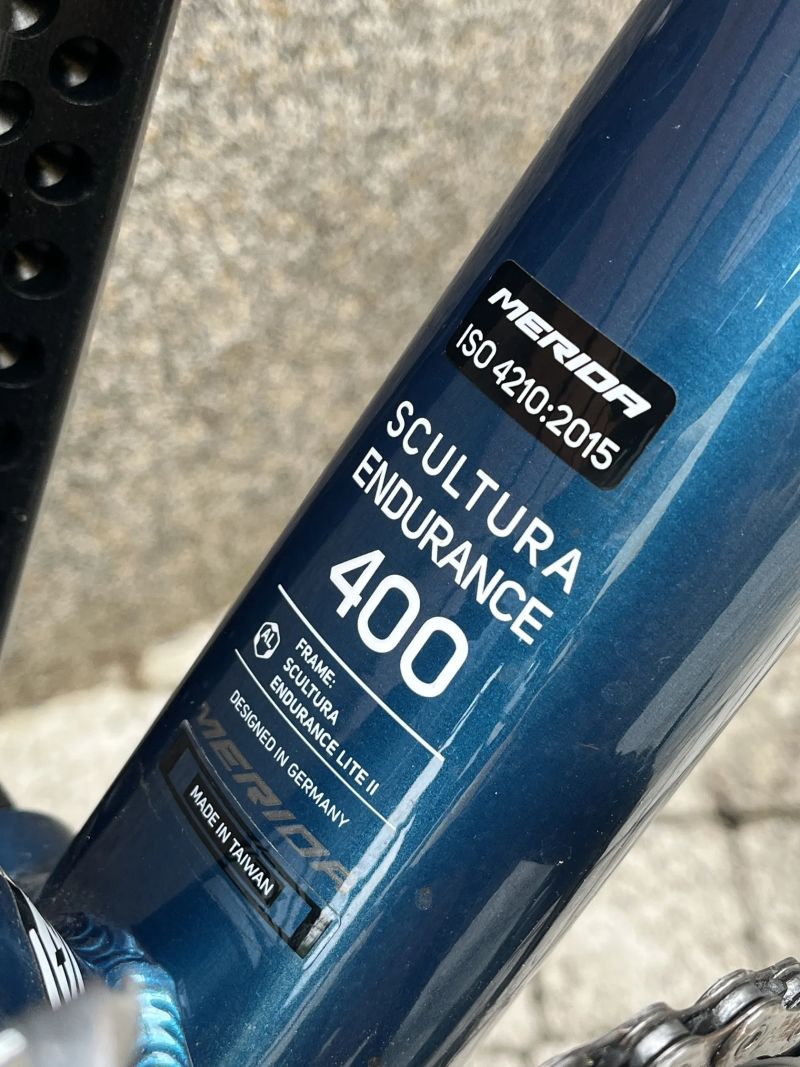 MERIDA
ISO 4210:2015
SCULTURA
ENDURANCE
400
AL
FRAME:
SCULTURA
ENDURANCE LITE II
DESIGNED IN GERMANY
MERIDA
MADE IN TAIWAN